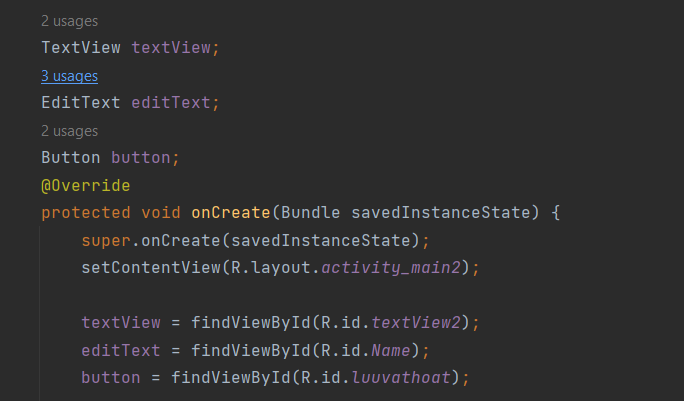 2 usages
TextView textView;
3 usages
EditText editText;
2 usages
Button button;
@Override
protected void onCreate(Bundle savedInstanceState) {
super.onCreate(savedInstanceState);
setContentView(R.layout.activity_main2);
textView = findViewById(R.id.textView2);
editText = findViewById(R.id.Name);
button = findViewById(R.id.luuvathoat);